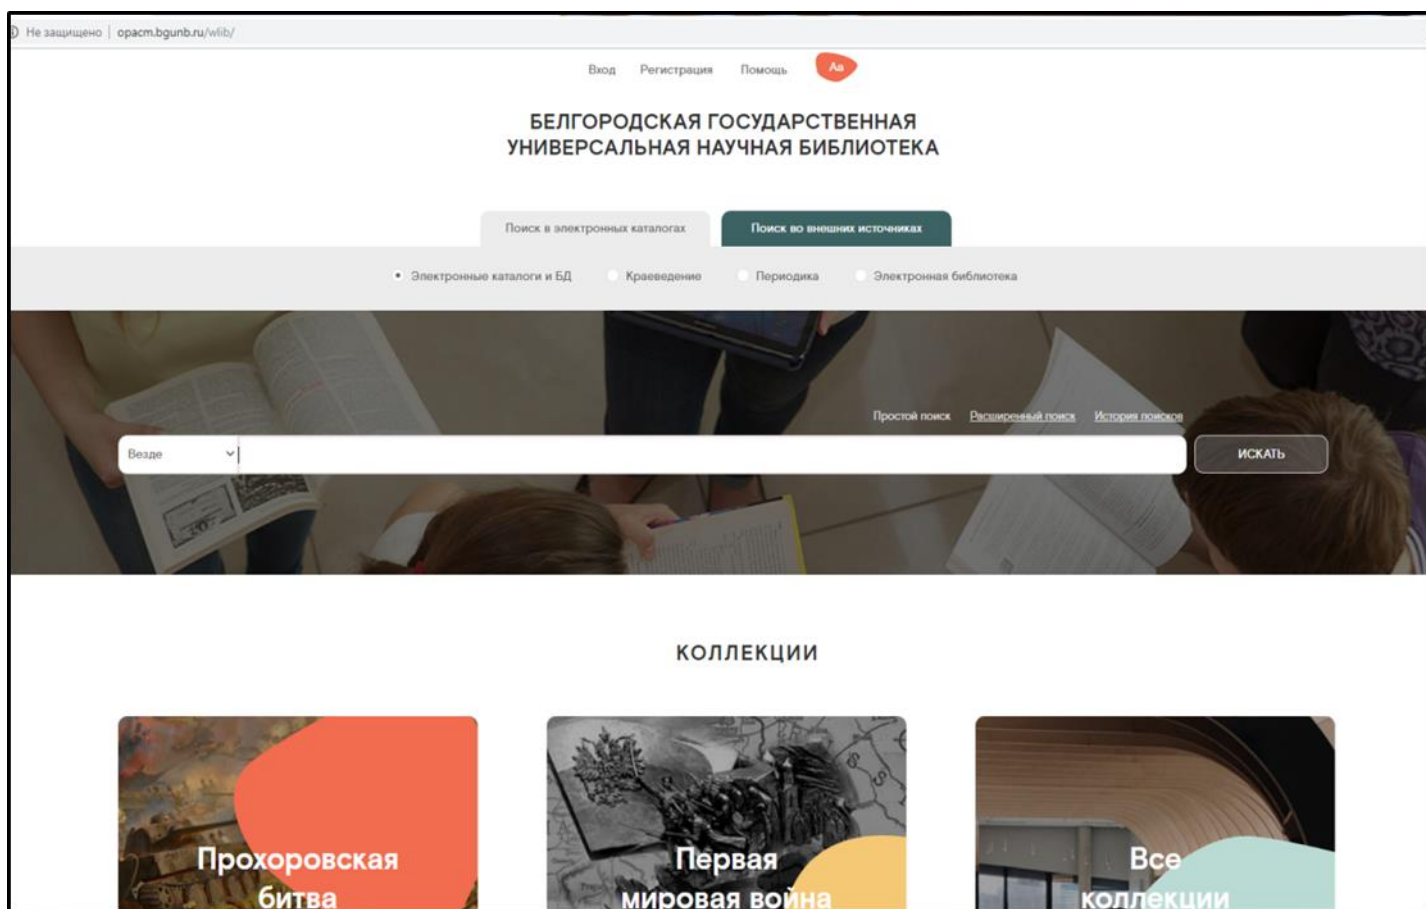 Не защищено | opacm.bgunb.ru/wlib/
Вход Регистрация Помощь Aa
БЕЛГОРОДСКАЯ ГОСУДАРСТВЕННАЯ
УНИВЕРСАЛЬНАЯ НАУЧНАЯ БИБЛИОТЕКА
Поиск в электронных каталогах Поиск во внешних источниках
Электронные каталоги и БД Краеведение Периодика Электронная библиотека
Простой поиск Расширенный поиск История поисков
Везде ИСКАТЬ
КОЛЛЕКЦИИ
Прохоровская
битва
Первая
мировая война
Все
коллекции